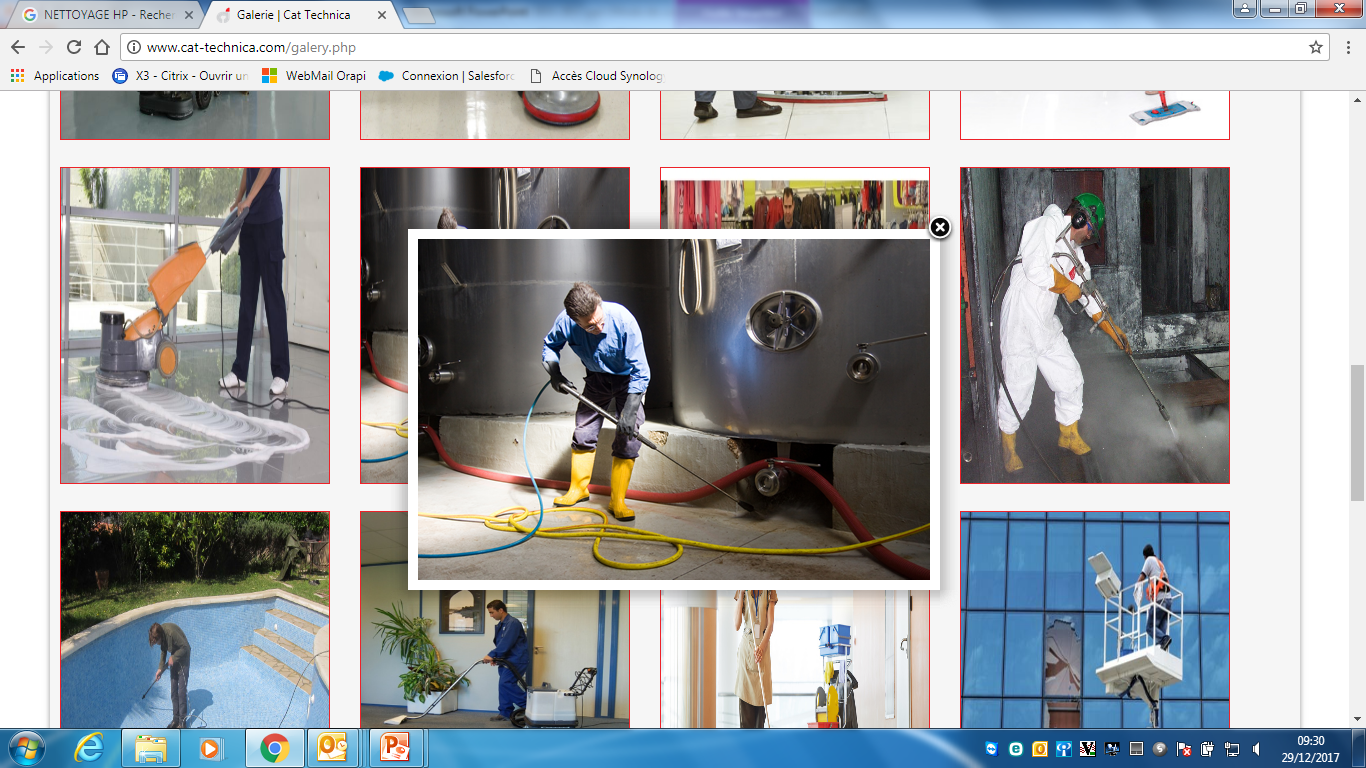 NETTOYAGE HP - Recher
Galerie | Cat Technica
www.cat-technica.com/galery.php
Applications
X3 - Citrix - Ouvrir un
WebMail Orapi
Connexion | Salesforc
Accès Cloud Synolog
09:30
29/12/2017